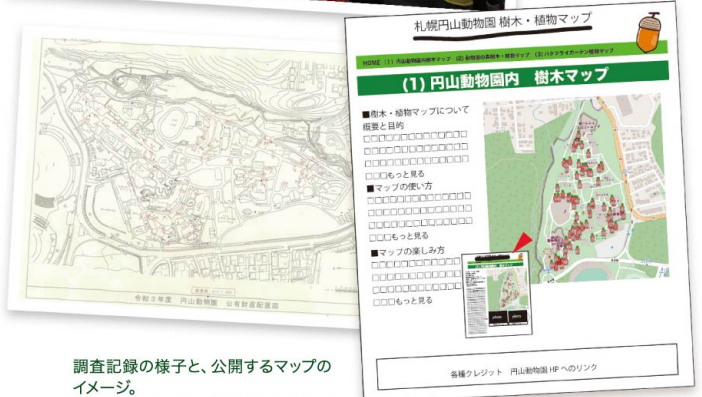 札幌円山動物園 樹木・植物マップ
HOME (1) 円山動物園内樹木マップ (2) 動物園の森樹木・植物マップ (3) バタフライガーデン植物マップ
(1) 円山動物園内 樹木マップ
■樹木・植物マップについて
概要と目的
□□□□□□□□□□□□
□□□□□□□□□□□□
□□□□□□□□□□□□
□□□もっと見る
■マップの使い方
□□□□□□□□□□□□
□□□□□□□□□□□□
□□□□□□□□□□□□
□□□もっと見る
■マップの楽しみ方
□□□もっと見る
photo
photo
各種クレジット 円山動物園 HP へのリンク
令和3年度 円山動物園 公有財産配置図
調査記録の様子と、公開するマップの
イメージ。